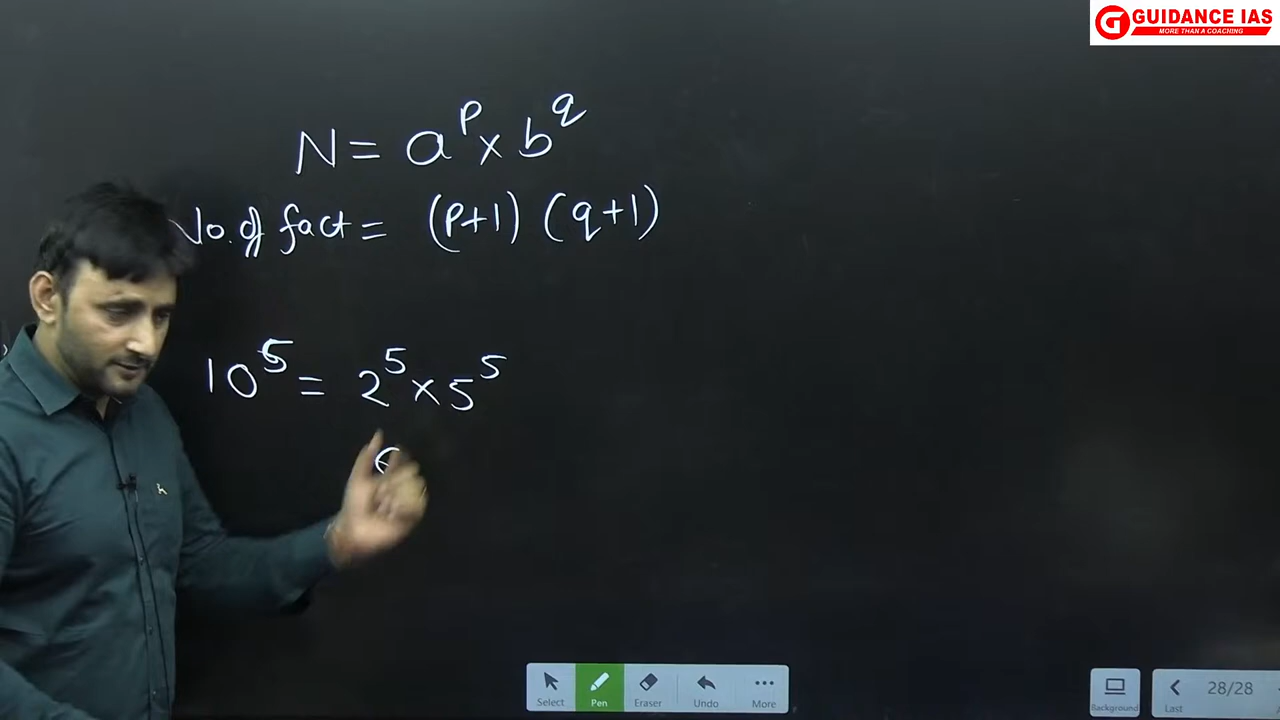 GUIDANCE IAS
MORE THAN A COACHING
N = a^p × b^q
No. of fact = (p+1) (q+1)
10^5 = 2^5 × 5^5
Select
Pen
Eraser
Undo
More
Background
28/28
Last